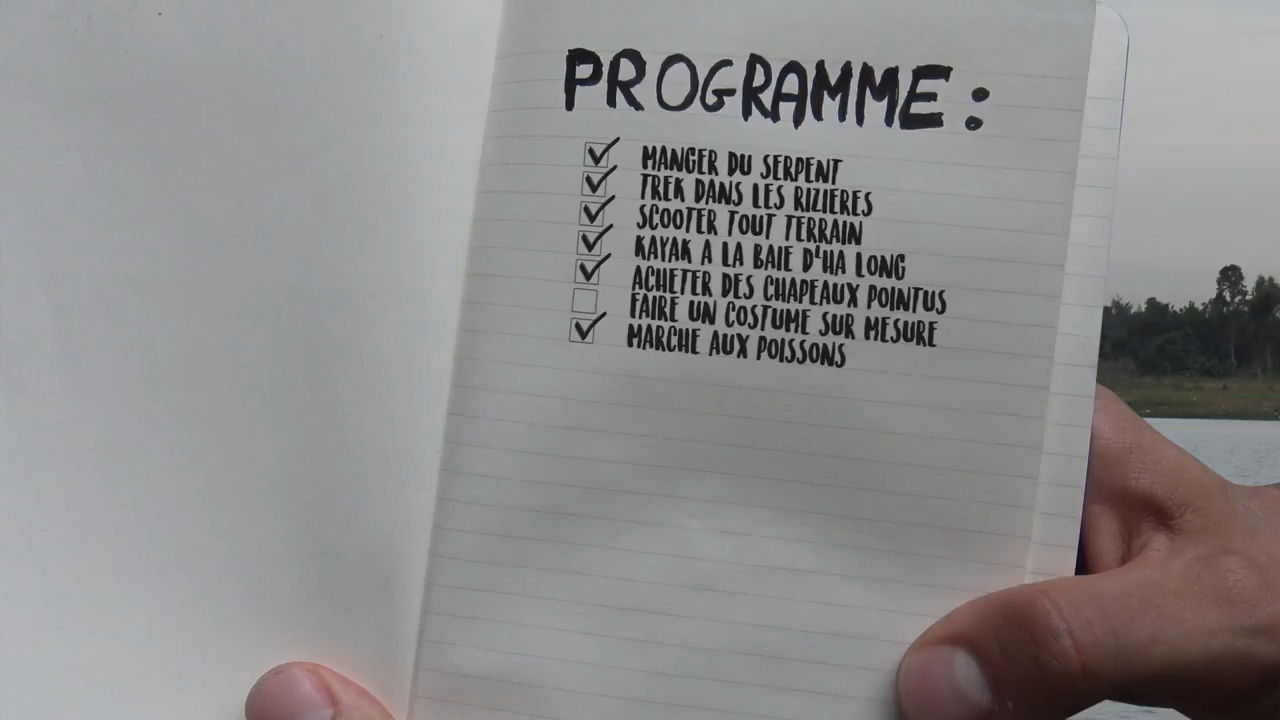 PROGRAMME :
MANGER DU SERPENT
TREK DANS LES RIZIERES
SCOOTER TOUT TERRAIN
KAYAK A LA BAIE D'HA LONG
ACHETER DES CHAPEAUX POINTUS
FAIRE UN COSTUME SUR MESURE
MARCHE AUX POISSONS